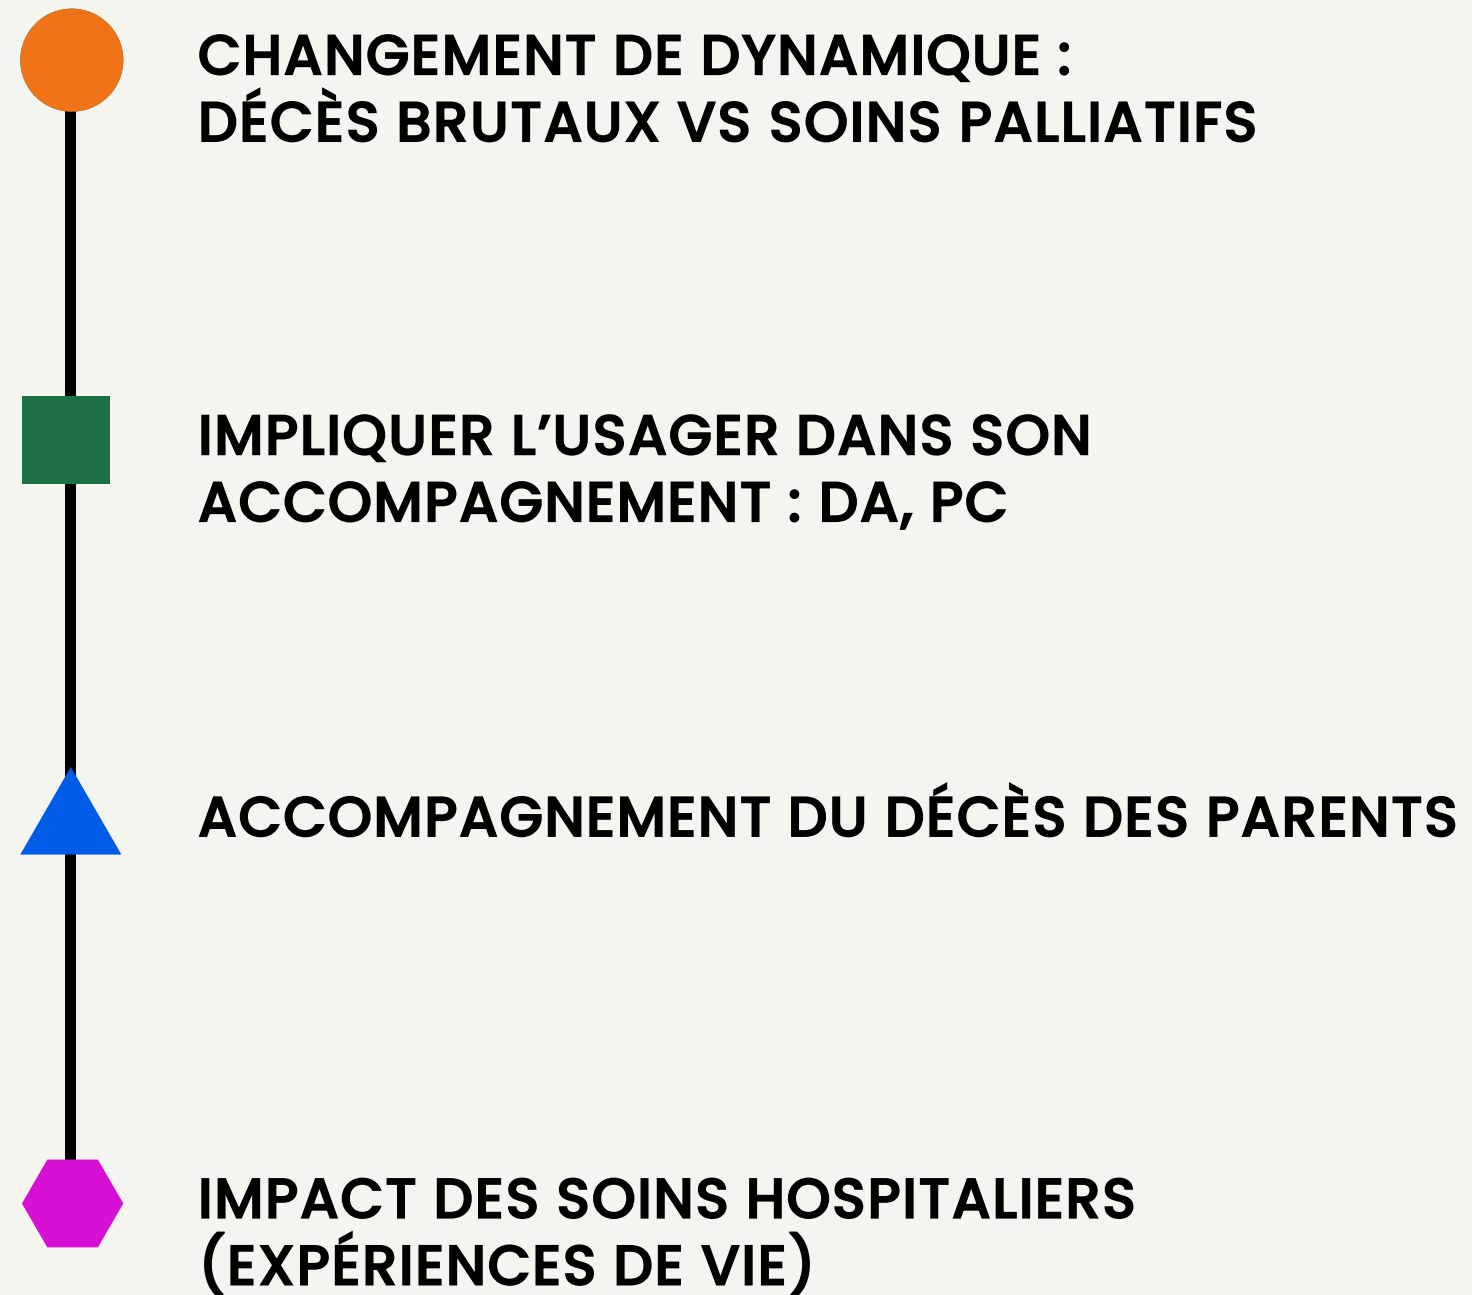 CHANGEMENT DE DYNAMIQUE :
DÉCÈS BRUTAUX VS SOINS PALLIATIFS
IMPLIQUER L’USAGER DANS SON
ACCOMPAGNEMENT : DA, PC
ACCOMPAGNEMENT DU DÉCÈS DES PARENTS
IMPACT DES SOINS HOSPITALIERS
(EXPÉRIENCES DE VIE)